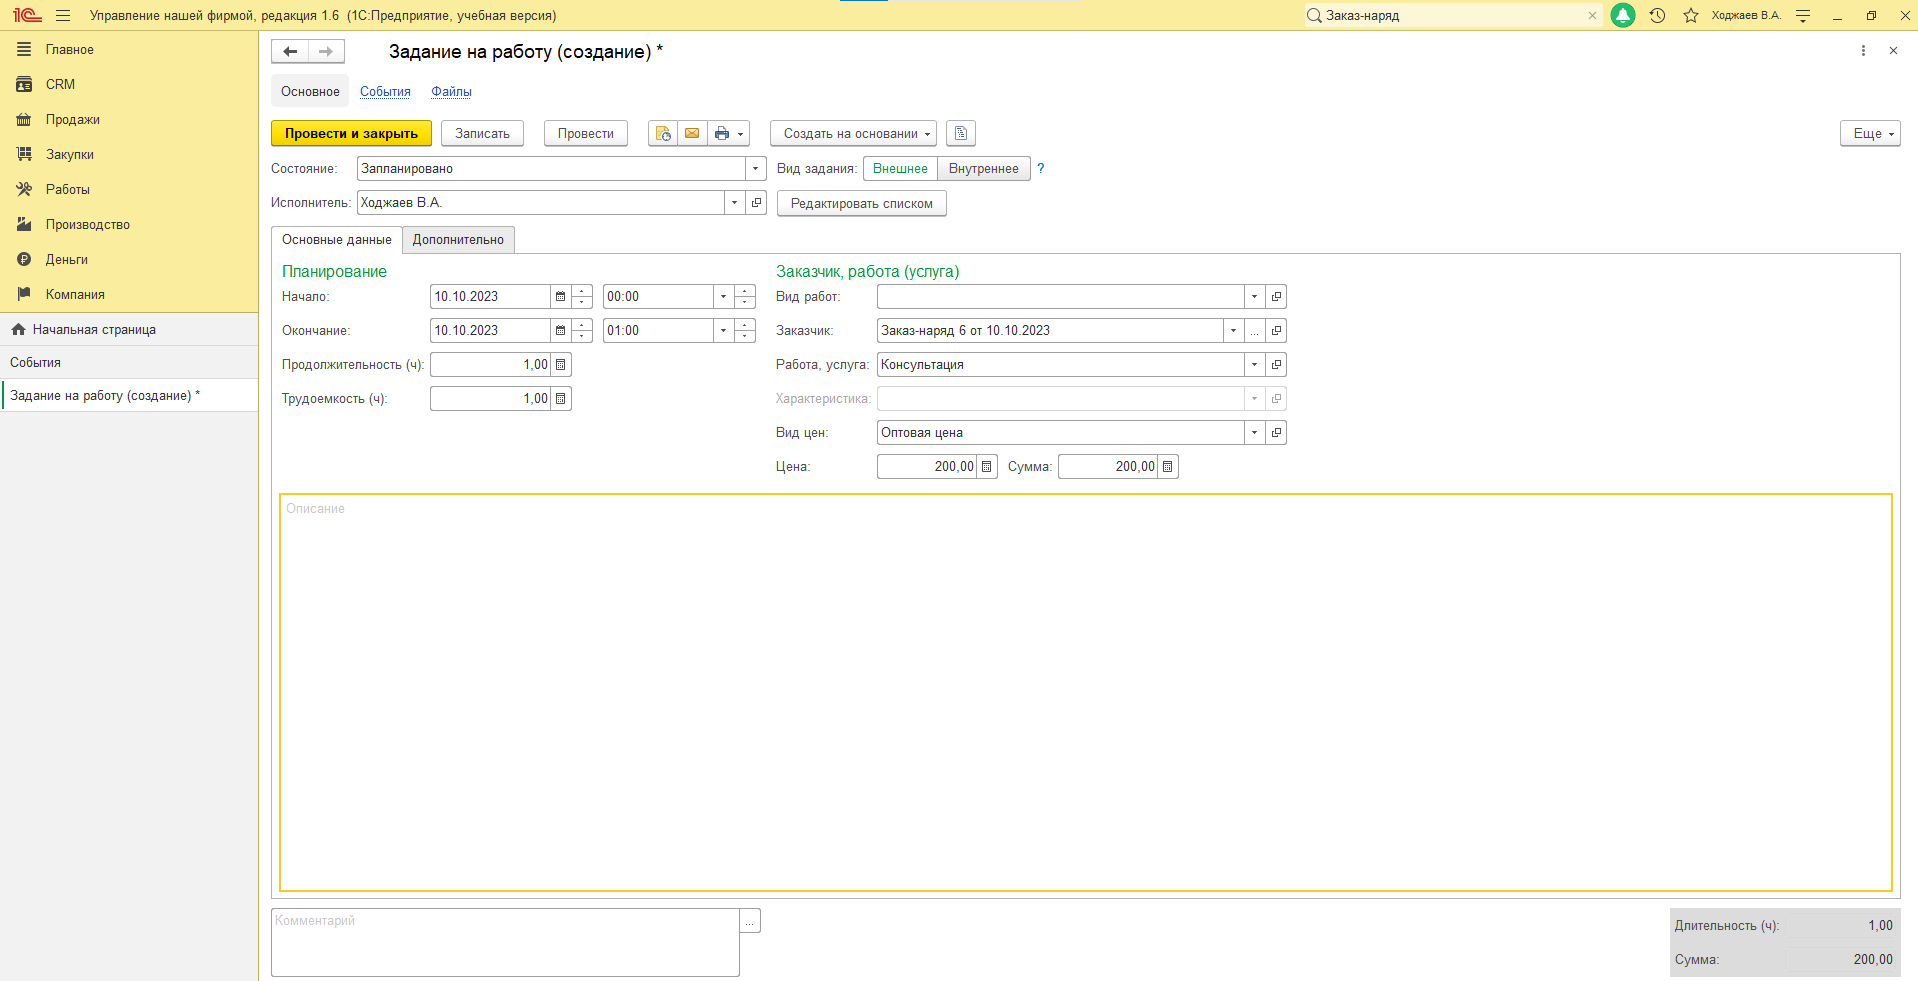 1С Управление нашей фирмой, редакция 1.6 (1С:Предприятие, учебная версия) Заказ-наряд Ходжаев В.А.
Главное
CRM
Продажи
Закупки
Работы
Производство
Деньги
Компания
Начальная страница
События
Задание на работу (создание) *
Задание на работу (создание) *
Основное События Файлы
Провести и закрыть Записать Провести Создать на основании Еще
Состояние: Запланировано Вид задания: Внешнее Внутреннее ?
Исполнитель: Ходжаев В.А. Редактировать списком
Основные данные Дополнительно
Планирование Заказчик, работа (услуга)
Начало: 10.10.2023 00:00 Вид работ:
Окончание: 10.10.2023 01:00 Заказчик: Заказ-наряд 6 от 10.10.2023 ...
Продолжительность (ч): 1,00 Работа, услуга: Консультация
Трудоемкость (ч): 1,00 Характеристика:
Вид цен: Оптовая цена
Цена: 200,00 Сумма: 200,00
Описание
Комментарий ...
Длительность (ч): 1,00
Сумма: 200,00